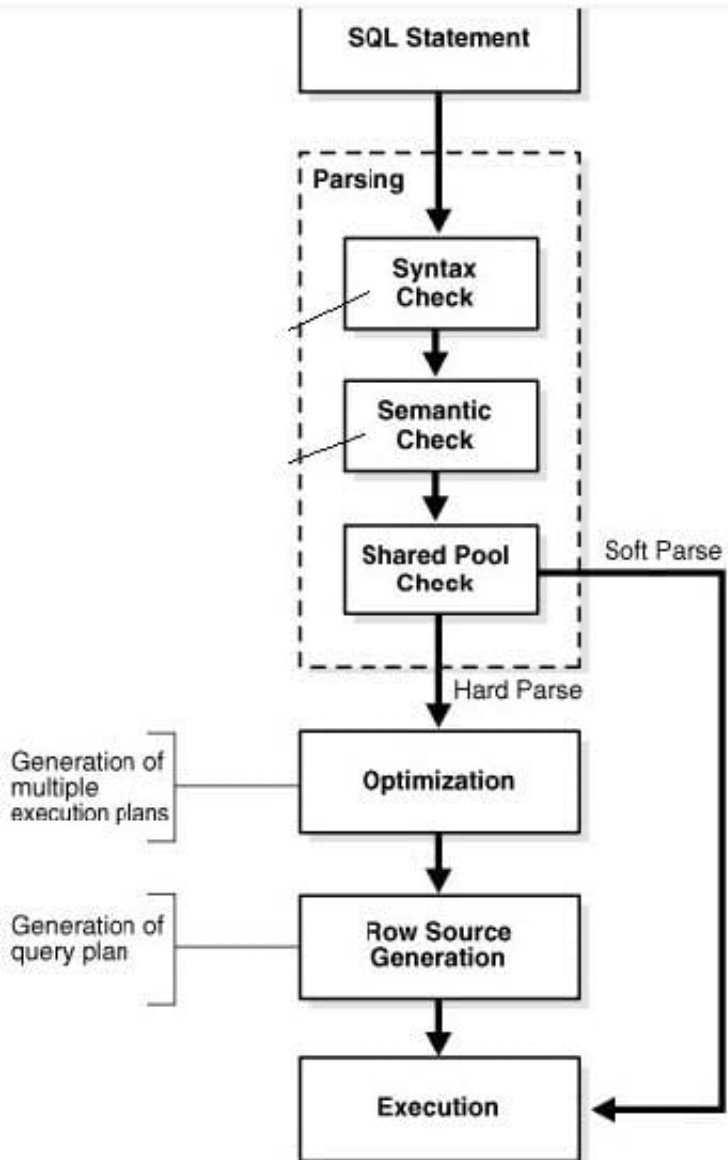 SQL Statement
Parsing
Syntax
Check
Semantic
Check
Shared Pool
Check
Soft Parse
Hard Parse
Generation of
multiple
execution plans
Optimization
Generation of
query plan
Row Source
Generation
Execution